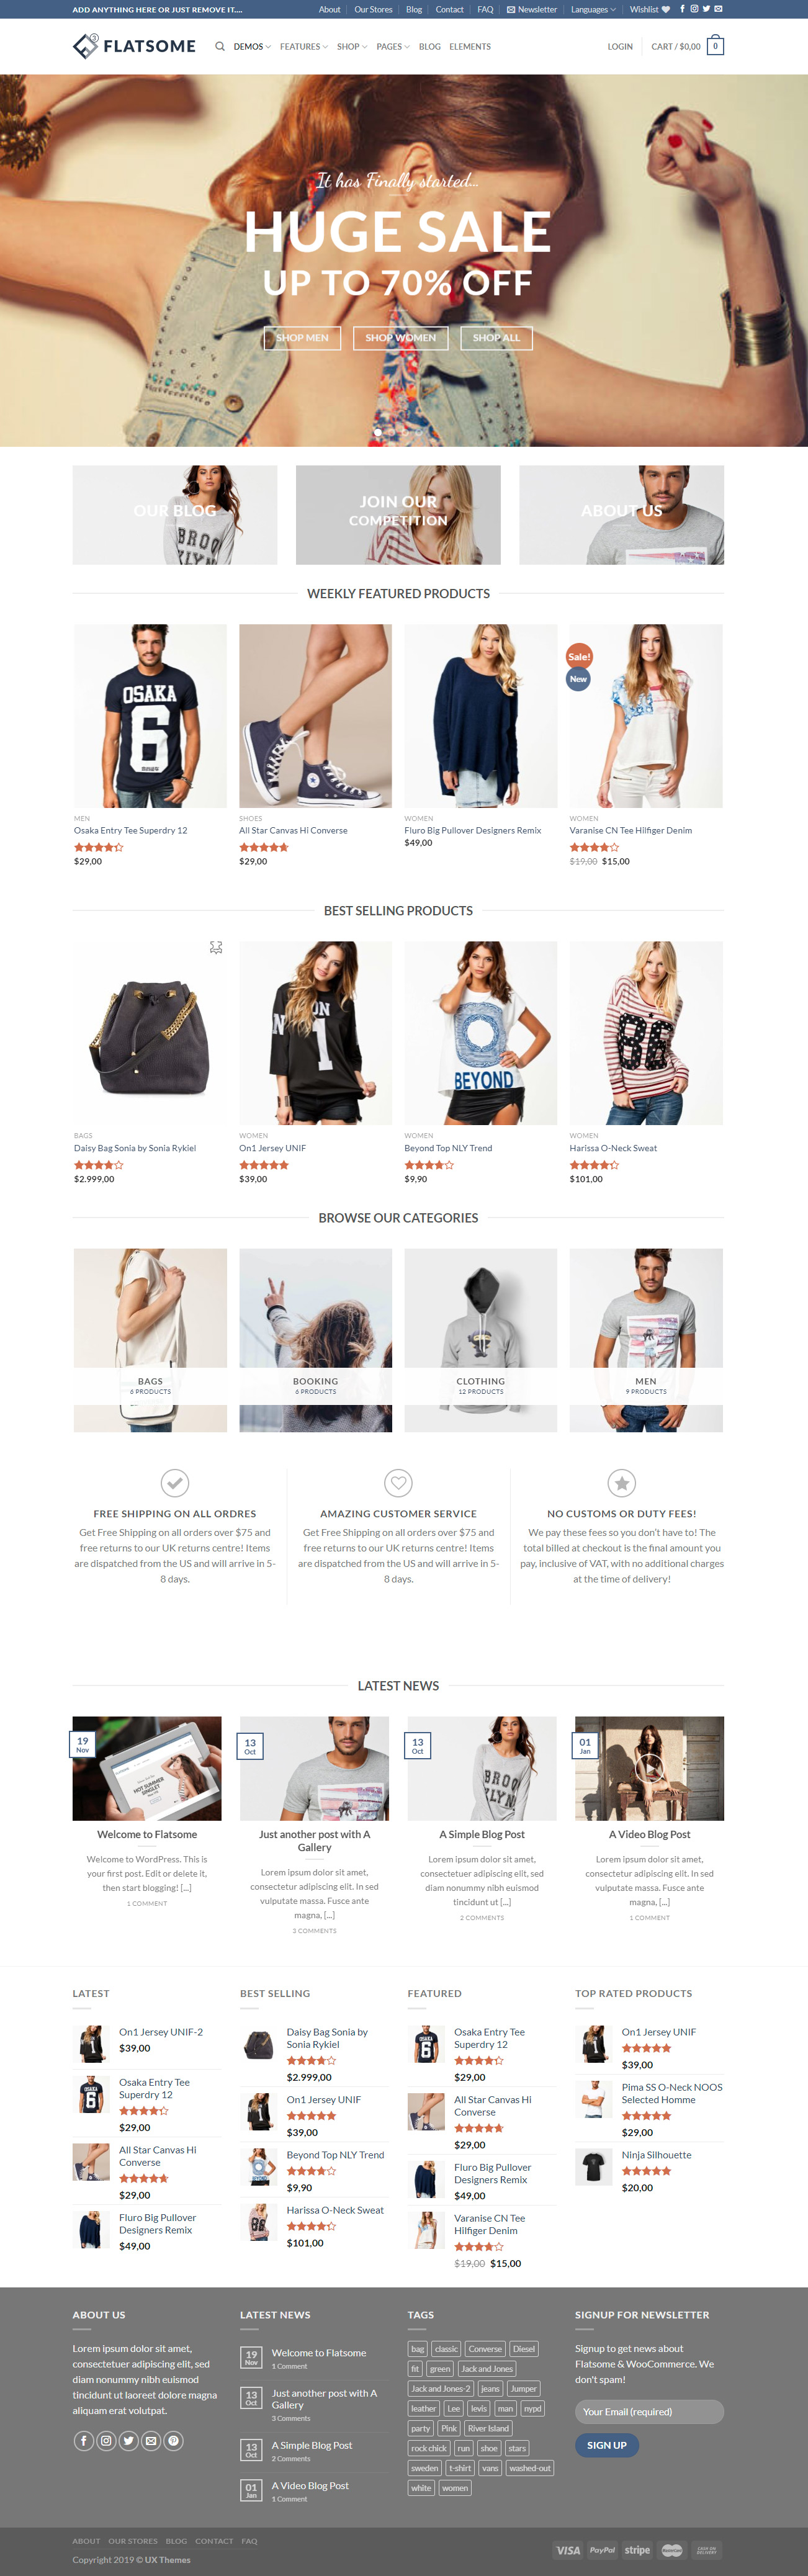 ADD ANYTHING HERE OR JUST REMOVE IT....
About Our Stores Blog Contact FAQ Newsletter Languages Wishlist
FLATSOME 3 DEMOS FEATURES SHOP PAGES BLOG ELEMENTS LOGIN CART / $0,00 0
It has Finally started...
HUGE SALE
UP TO 70% OFF
SHOP MEN SHOP WOMEN SHOP ALL
OUR BLOG
JOIN OUR
COMPETITION
ABOUT US
WEEKLY FEATURED PRODUCTS
OSAKA
6
Sale!
New
MEN
Osaka Entry Tee Superdry 12
$29,00
SHOES
All Star Canvas Hi Converse
$29,00
WOMEN
Fluro Big Pullover Designers Remix
$49,00
WOMEN
Varanise CN Tee Hilfiger Denim
$19,00 $15,00
BEST SELLING PRODUCTS
BEYOND
BAGS
Daisy Bag Sonia by Sonia Rykiel
$2.999,00
WOMEN
On1 Jersey UNIF
$39,00
WOMEN
Beyond Top NLY Trend
$9,90
WOMEN
Harissa O-Neck Sweat
$101,00
BROWSE OUR CATEGORIES
BAGS
6 PRODUCTS
BOOKING
6 PRODUCTS
CLOTHING
12 PRODUCTS
MEN
9 PRODUCTS
FREE SHIPPING ON ALL ORDRES
Get Free Shipping on all orders over $75 and
free returns to our UK returns centre! Items
are dispatched from the US and will arrive in 5-
8 days.
AMAZING CUSTOMER SERVICE
Get Free Shipping on all orders over $75 and
free returns to our UK returns centre! Items
are dispatched from the US and will arrive in 5-
8 days.
NO CUSTOMS OR DUTY FEES!
We pay these fees so you don't have to! The
total billed at checkout is the final amount you
pay, inclusive of VAT, with no additional charges
at the time of delivery!
LATEST NEWS
19
Nov
HOT SUMMER
SINGLET
Welcome to Flatsome
Welcome to WordPress. This is
your first post. Edit or delete it,
then start blogging! [...]
1 COMMENT
13
Oct
Just another post with A
Gallery
Lorem ipsum dolor sit amet,
consectetur adipiscing elit. In sed
vulputate massa. Fusce ante
magna, [...]
3 COMMENTS
13
Oct
A Simple Blog Post
Lorem ipsum dolor sit amet,
consectetuer adipiscing elit, sed
diam nonummy nibh euismod
tincidunt ut [...]
2 COMMENTS
01
Jan
A Video Blog Post
Lorem ipsum dolor sit amet,
consectetur adipiscing elit. In sed
vulputate massa. Fusce ante
magna, [...]
1 COMMENT
LATEST
On1 Jersey UNIF-2
$39,00
Osaka Entry Tee
Superdry 12
$29,00
All Star Canvas Hi
Converse
$29,00
Fluro Big Pullover
Designers Remix
$49,00
BEST SELLING
Daisy Bag Sonia by
Sonia Rykiel
$2.999,00
On1 Jersey UNIF
$39,00
Beyond Top NLY Trend
$9,90
Harissa O-Neck Sweat
$101,00
FEATURED
Osaka Entry Tee
Superdry 12
$29,00
All Star Canvas Hi
Converse
$29,00
Fluro Big Pullover
Designers Remix
$49,00
Varanise CN Tee
Hilfiger Denim
$19,00 $15,00
TOP RATED PRODUCTS
On1 Jersey UNIF
$39,00
Pima SS O-Neck NOOS
Selected Homme
$29,00
Ninja Silhouette
$20,00
ABOUT US
Lorem ipsum dolor sit amet,
consectetuer adipiscing elit, sed
diam nonummy nibh euismod
tincidunt ut laoreet dolore magna
aliquam erat volutpat.
LATEST NEWS
19
Nov
Welcome to Flatsome
1 Comment
13
Oct
Just another post with A
Gallery
3 Comments
13
Oct
A Simple Blog Post
2 Comments
01
Jan
A Video Blog Post
1 Comment
TAGS
bag classic Converse Diesel
fit green Jack and Jones
Jack and Jones-2 jeans Jumper
leather Lee levis man nypd
party Pink River Island
rock chick run shoe stars
sweden t-shirt vans washed-out
white women
SIGNUP FOR NEWSLETTER
Signup to get news about
Flatsome & WooCommerce. We
don't spam!
Your Email (required)
SIGN UP
ABOUT OUR STORES BLOG CONTACT FAQ
Copyright 2019 © UX Themes
VISA PayPal stripe MasterCard CASH ON DELIVERY